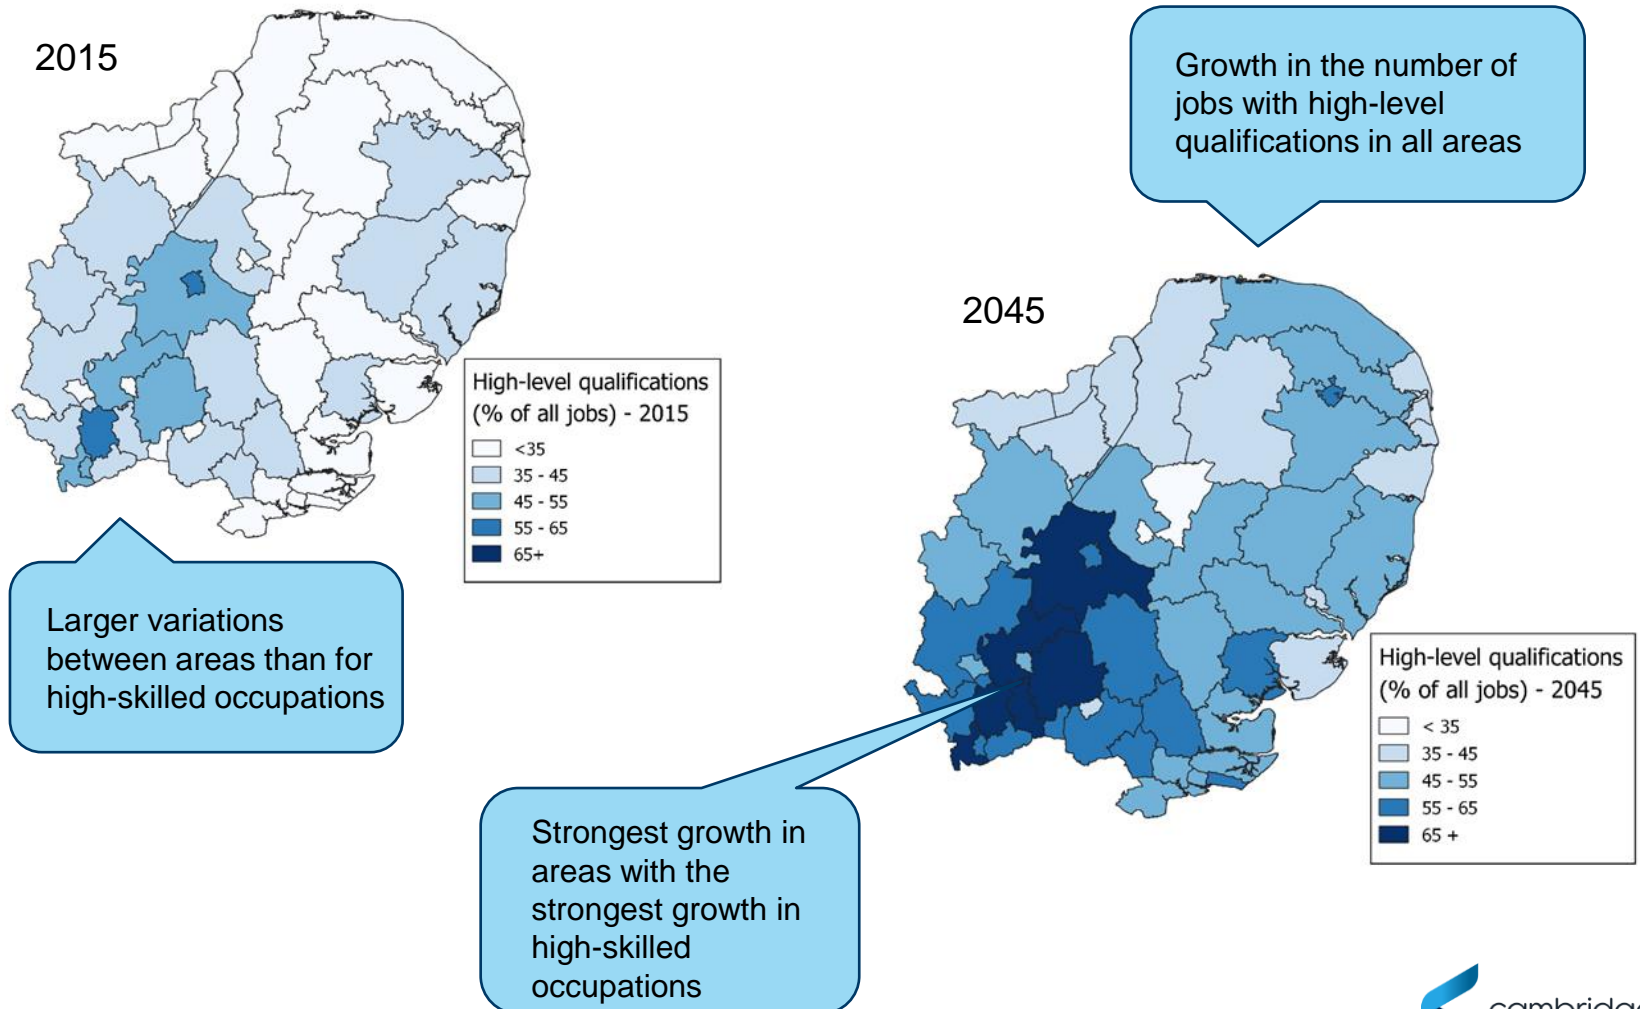 2015
Growth in the number of
jobs with high-level
qualifications in all areas
2045
High-level qualifications
(% of all jobs) - 2015
<35
35 - 45
45 - 55
55 - 65
65+
Larger variations
between areas than for
high-skilled occupations
High-level qualifications
(% of all jobs) - 2045
< 35
35 - 45
45 - 55
55 - 65
65 +
Strongest growth in
areas with the
strongest growth in
high-skilled
occupations